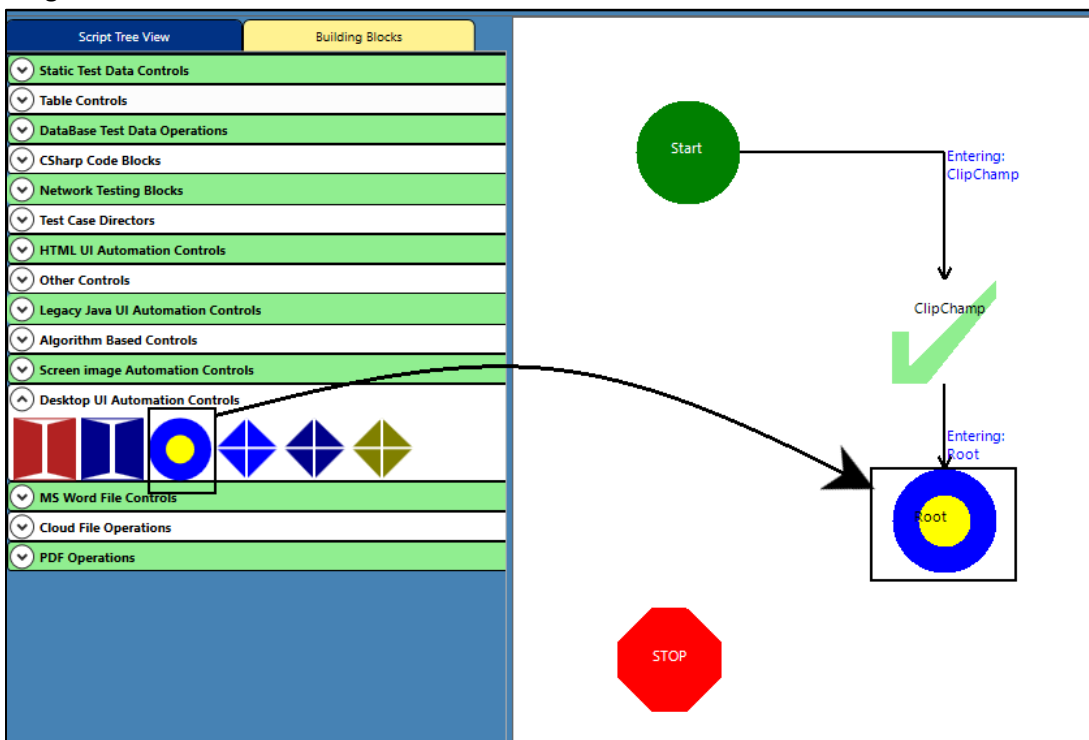 Script Tree View
Building Blocks
Static Test Data Controls
Table Controls
DataBase Test Data Operations
CSharp Code Blocks
Network Testing Blocks
Test Case Directors
HTML UI Automation Controls
Other Controls
Legacy Java UI Automation Controls
Algorithm Based Controls
Screen image Automation Controls
Desktop UI Automation Controls
MS Word File Controls
Cloud File Operations
PDF Operations
Start
Entering:
ClipChamp
ClipChamp
Entering:
Root
Root
STOP